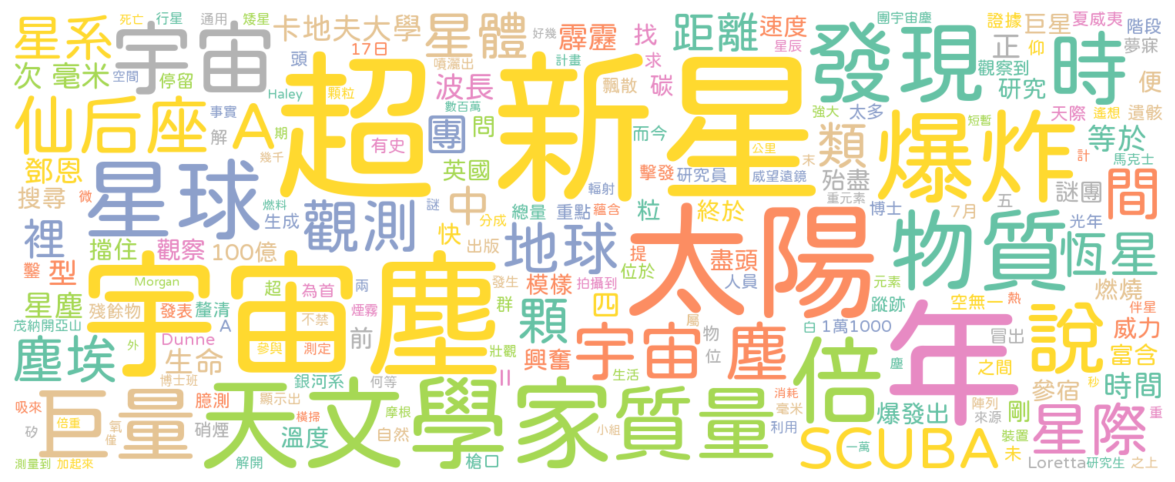 死亡 行星 通用 矮星
星系 宇宙 卡地夫大學 星體 好幾 霹靂 找 距離 速度 團宇宙塵 證據 巨星 夏威夷
次 毫米 空間 停留 頭 17日 噴灑出 計畫 求 星辰 發現 時 正 仰 夢寐 階段
Haley 顆粒 波長 數百萬 飄散 碳 觀察到 研究 便
仙后座 A 事實 解 期 超 有史 團 問 新星 而今 公里 末 強大 太多 爆炸 短暫 天際 遙想 遺骸
鄧恩 幾千 英國 擊發 研究員 威望遠鏡 類 殆盡 重元素 等於 計 馬克士
搜尋 微 星球 燃料 生成 謎 觀測 中 分成 總量 重點 輻射 蘊含 粒 終於 博士 7月 五 謎團 間
裡 擋住 觀察 100億 快 出版 地球 提 位於 盡頭 人員 太陽 物質 光年 恆星
鑿 型 Morgan 宇宙塵 發生 模樣 拍攝到 元素 蹤跡 空無一 熱 燃燒
星塵 殘餘物 發表 釐清 超 為首 兩 煙霧 群 顆 四 屬 物 白 1萬1000 年 冒出 說 伴星 威力
茂納開亞山 A 不禁 前 壯觀 興奮 宇宙 塵 位 倍 塵 之間 富含
塵埃 外 Dunne 參與 測定 生命 博士班 銀河系 何等 II 生活 消耗 參宿 秒 時間
巨量 吸來 臆測 顯示出 天文學家 質量 毫米 爆發出 陣列 來源 剛 星際 重
矽 氧 僅 倍重 硝煙 橫掃 溫度 自然 摩根 小組 利用 一萬 SCUBA 裝置 未
測量到 加起來 解開 槍口 Loretta 研究生 之上